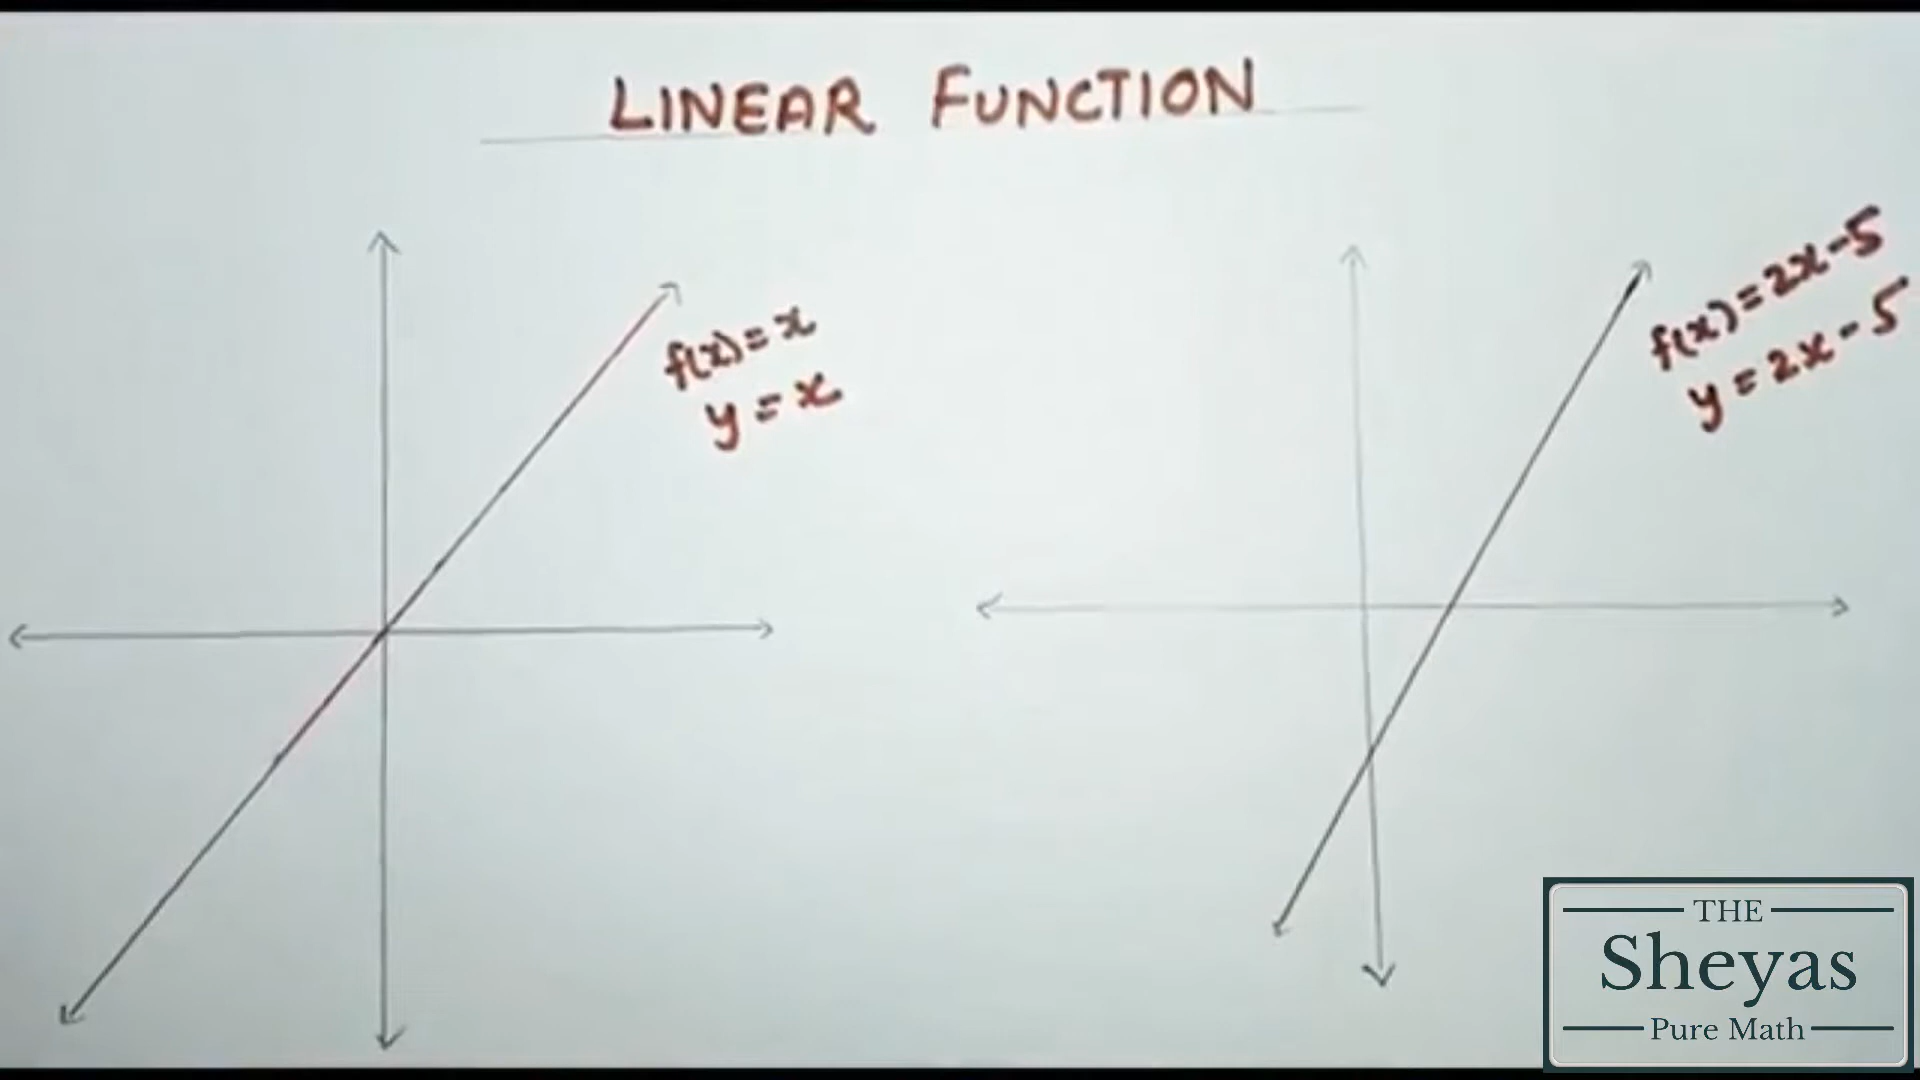 LINEAR FUNCTION
f(x) = x
y = x
f(x) = 2x - 5
y = 2x - 5
THE
Sheyas
Pure Math